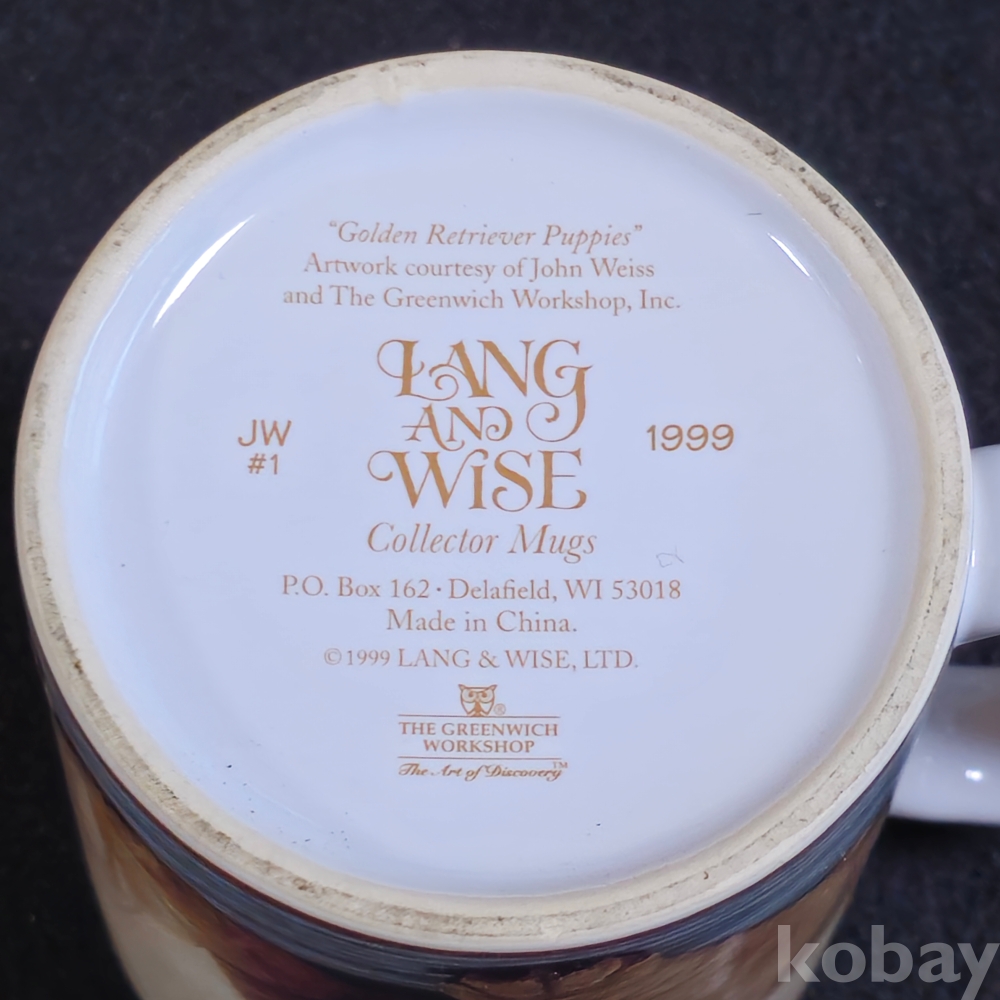 “Golden Retriever Puppies”
Artwork courtesy of John Weiss
and The Greenwich Workshop, Inc.
LANG
AND
WiSE
JW
#1
1999
Collector Mugs
P.O. Box 162 · Delafield, WI 53018
Made in China.
©1999 LANG & WISE, LTD.
®
THE GREENWICH
WORKSHOP
The Art of Discovery™
kobay